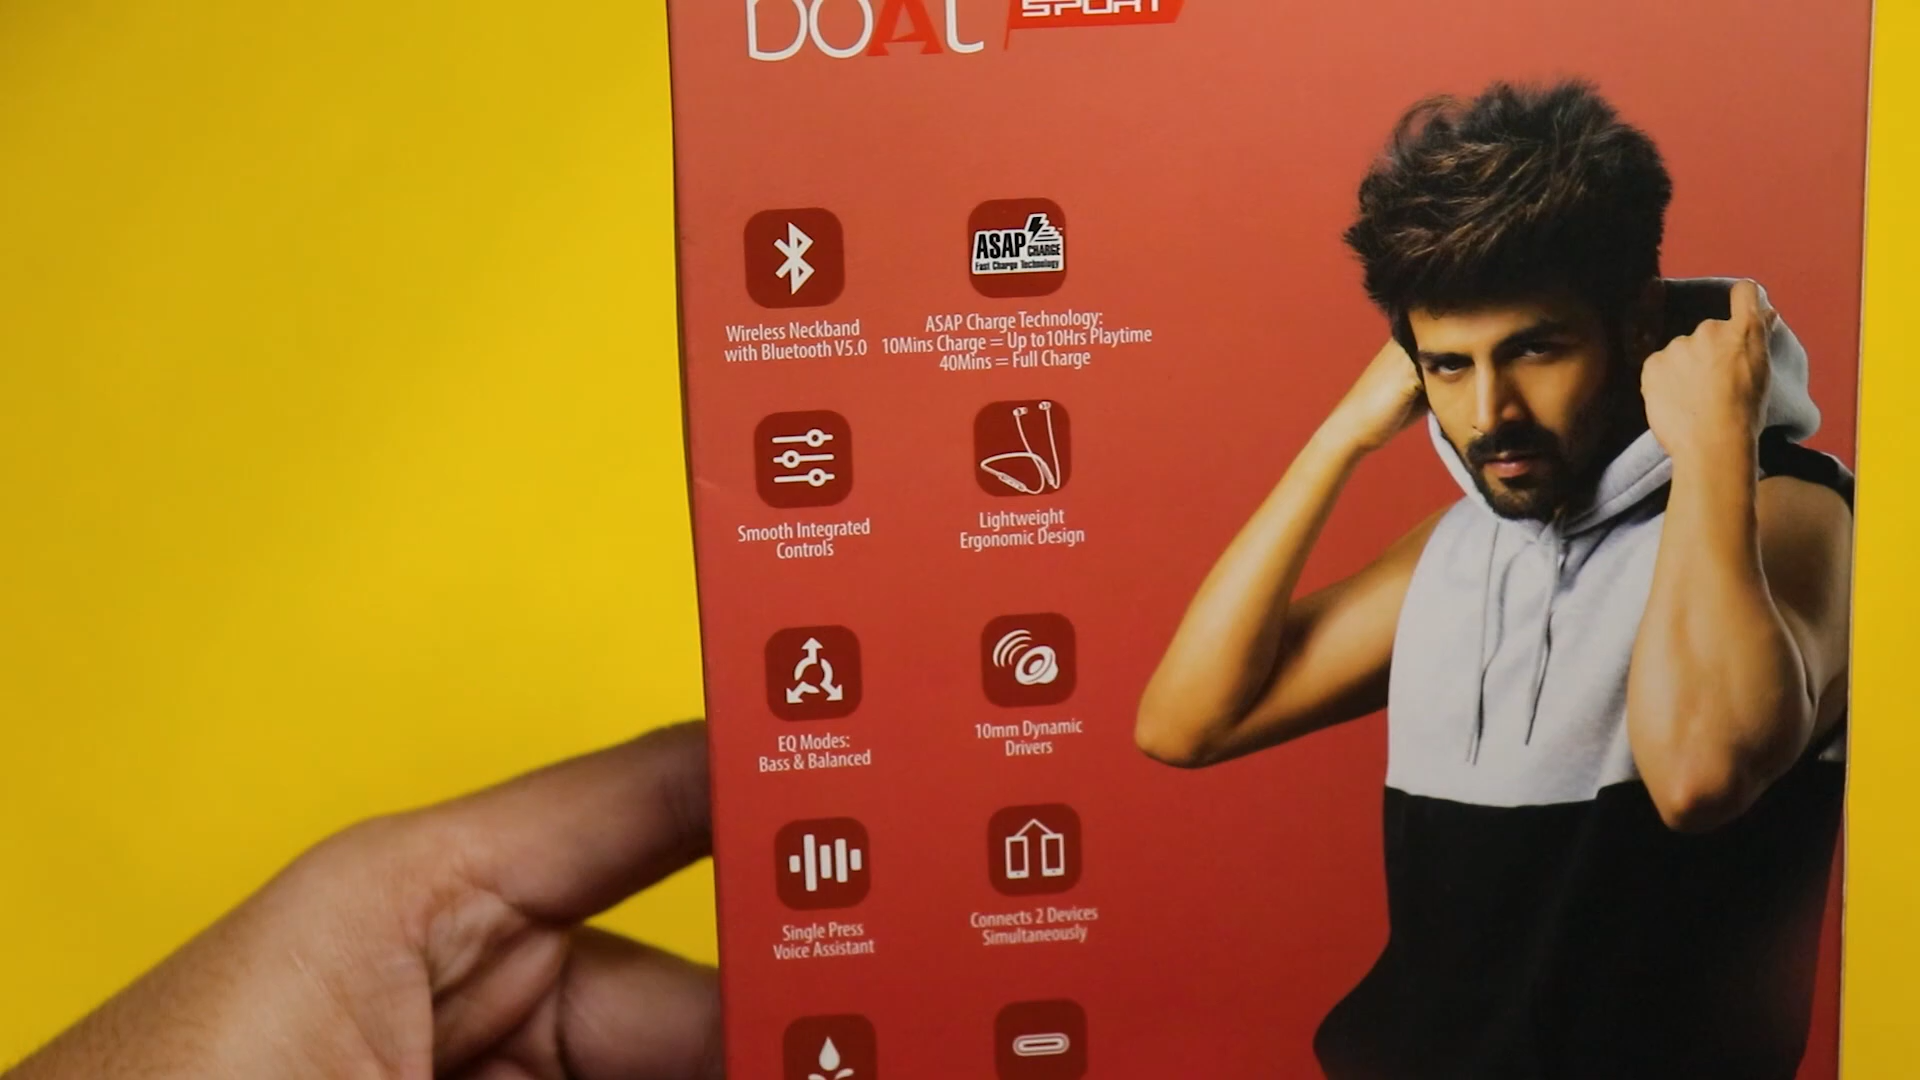 boAt
SPORT
ASAP CHARGE
Fast Charge Technology
Wireless Neckband
with Bluetooth V5.0
ASAP Charge Technology:
10Mins Charge = Up to10Hrs Playtime
40Mins = Full Charge
Smooth Integrated
Controls
Lightweight
Ergonomic Design
EQ Modes:
Bass & Balanced
10mm Dynamic
Drivers
Single Press
Voice Assistant
Connects 2 Devices
Simultaneously